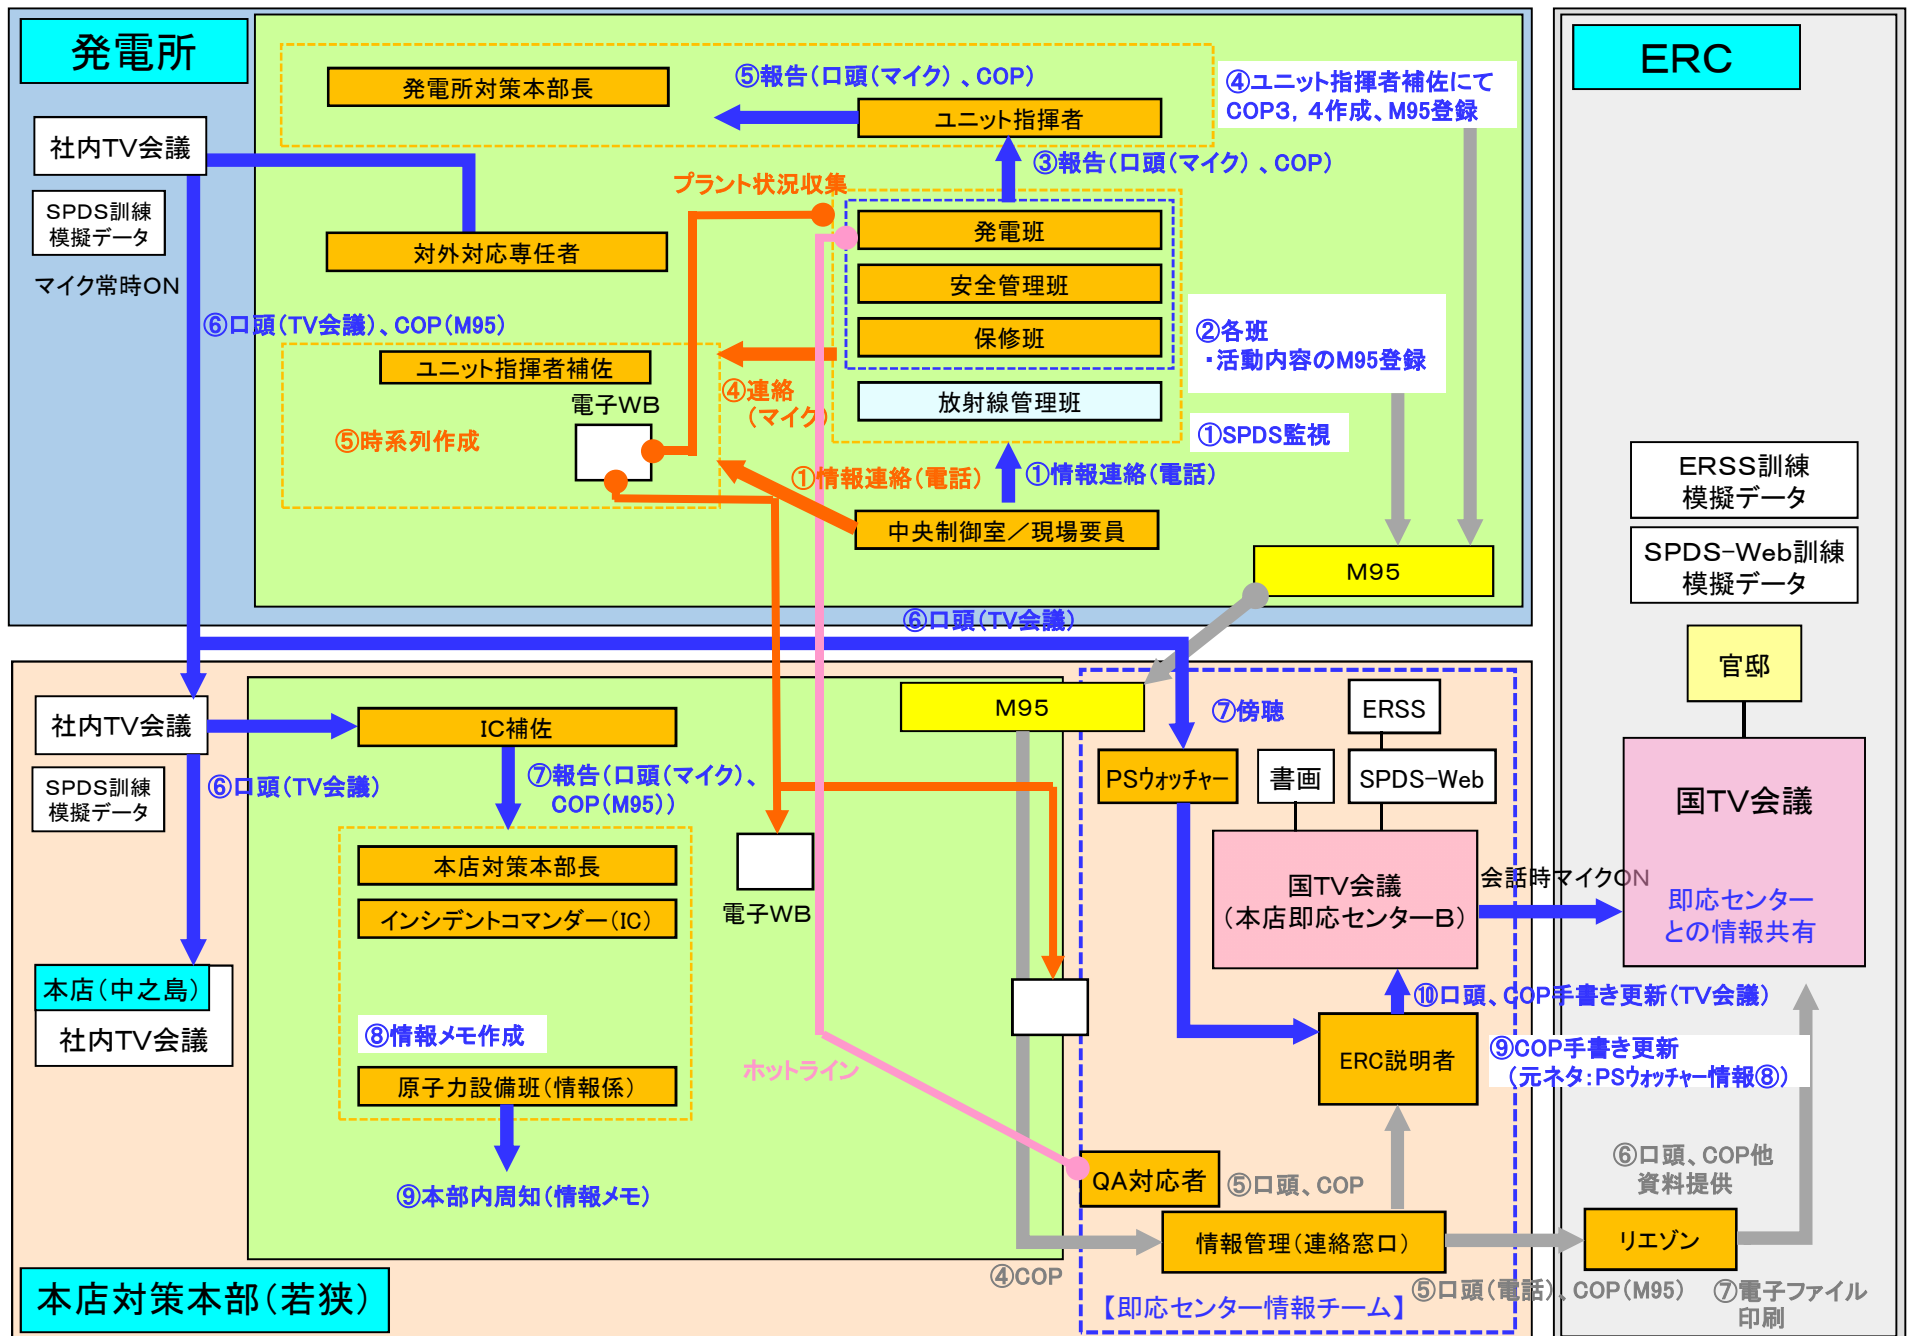 発電所
発電所対策本部長
⑤報告(口頭(マイク)、COP)
ユニット指揮者
④ユニット指揮者補佐にて
COP3，4作成、M95登録
社内TV会議
SPDS訓練
模擬データ
マイク常時ON
対外対応専任者
⑥口頭(TV会議)、COP(M95)
プラント状況収集
③報告(口頭(マイク)、COP)
発電班
安全管理班
保修班
放射線管理班
②各班
・活動内容のM95登録
①SPDS監視
ユニット指揮者補佐
電子WB
⑤時系列作成
④連絡
(マイク)
①情報連絡(電話)
①情報連絡(電話)
中央制御室／現場要員
M95
⑥口頭(TV会議)
ERC
ERSS訓練
模擬データ
SPDS-Web訓練
模擬データ
官邸
国TV会議
即応センター
との情報共有
社内TV会議
SPDS訓練
模擬データ
⑥口頭(TV会議)
IC補佐
⑦報告(口頭(マイク)、
COP(M95))
本店対策本部長
インシデントコマンダー(IC)
⑧情報メモ作成
原子力設備班(情報係)
⑨本部内周知(情報メモ)
本店(中之島)
社内TV会議
電子WB
ホットライン
M95
⑦傍聴
ERSS
PSウォッチャー
書画
SPDS-Web
国TV会議
(本店即応センターB)
会話時マイクON
⑩口頭、COP手書き更新(TV会議)
ERC説明者
⑨COP手書き更新
(元ネタ:PSウォッチャー情報⑧)
QA対応者
⑤口頭、COP
⑥口頭、COP他
資料提供
情報管理(連絡窓口)
リエゾン
④COP
⑤口頭(電話)、COP(M95)
⑦電子ファイル
印刷
【即応センター情報チーム】
本店対策本部(若狭)